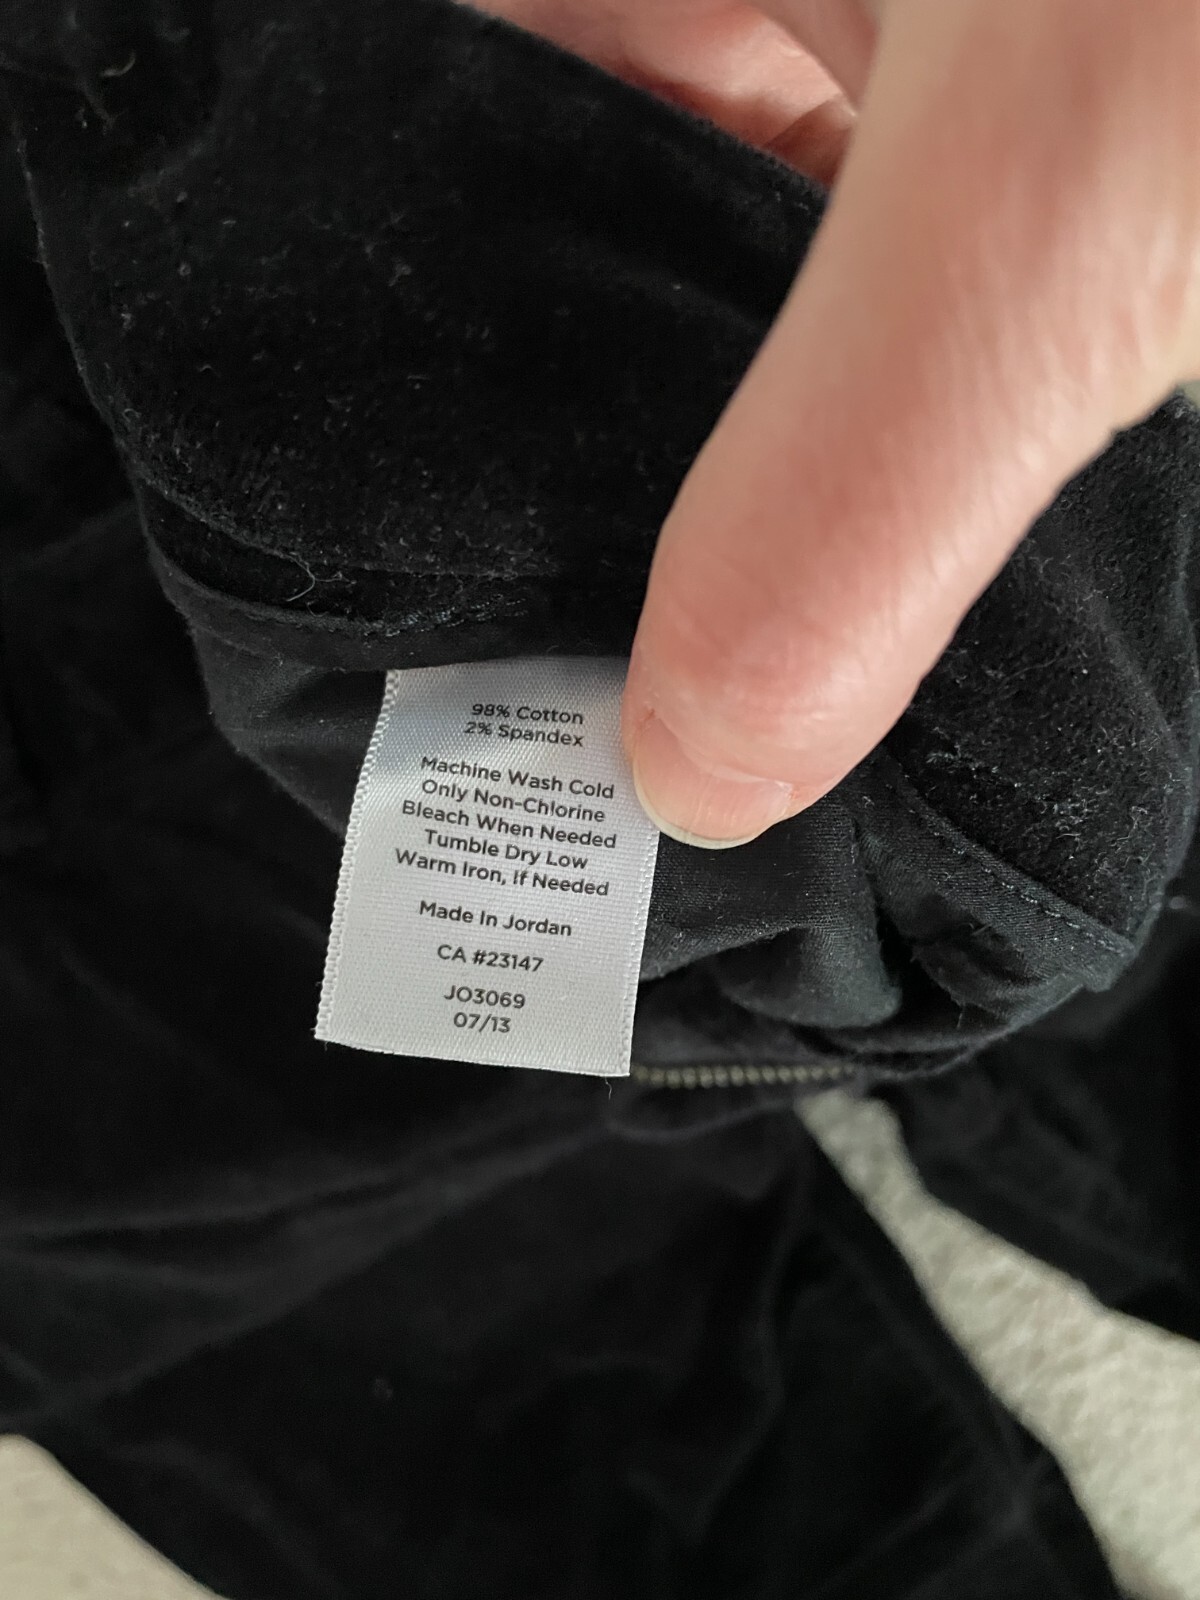 98% Cotton
2% Spandex
Machine Wash Cold
Only Non-Chlorine
Bleach When Needed
Tumble Dry Low
Warm Iron, If Needed
Made In Jordan
CA #23147
JO3069
07/13